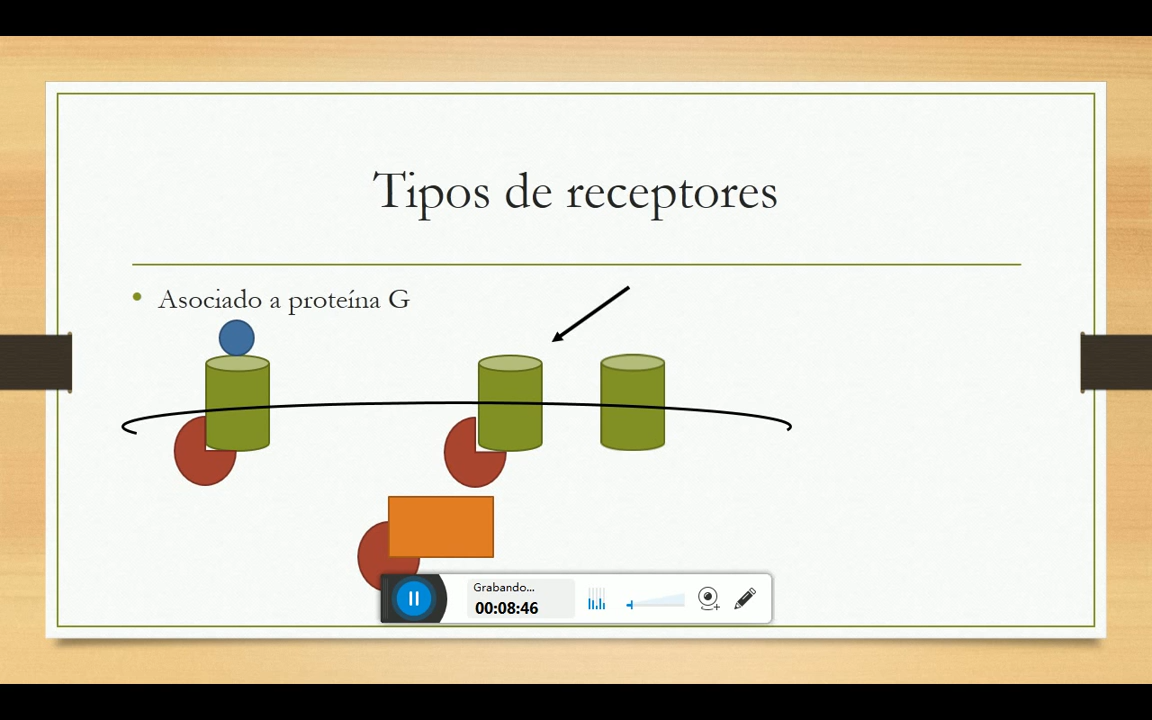 Tipos de receptores
Asociado a proteína G
Grabando...
00:08:46